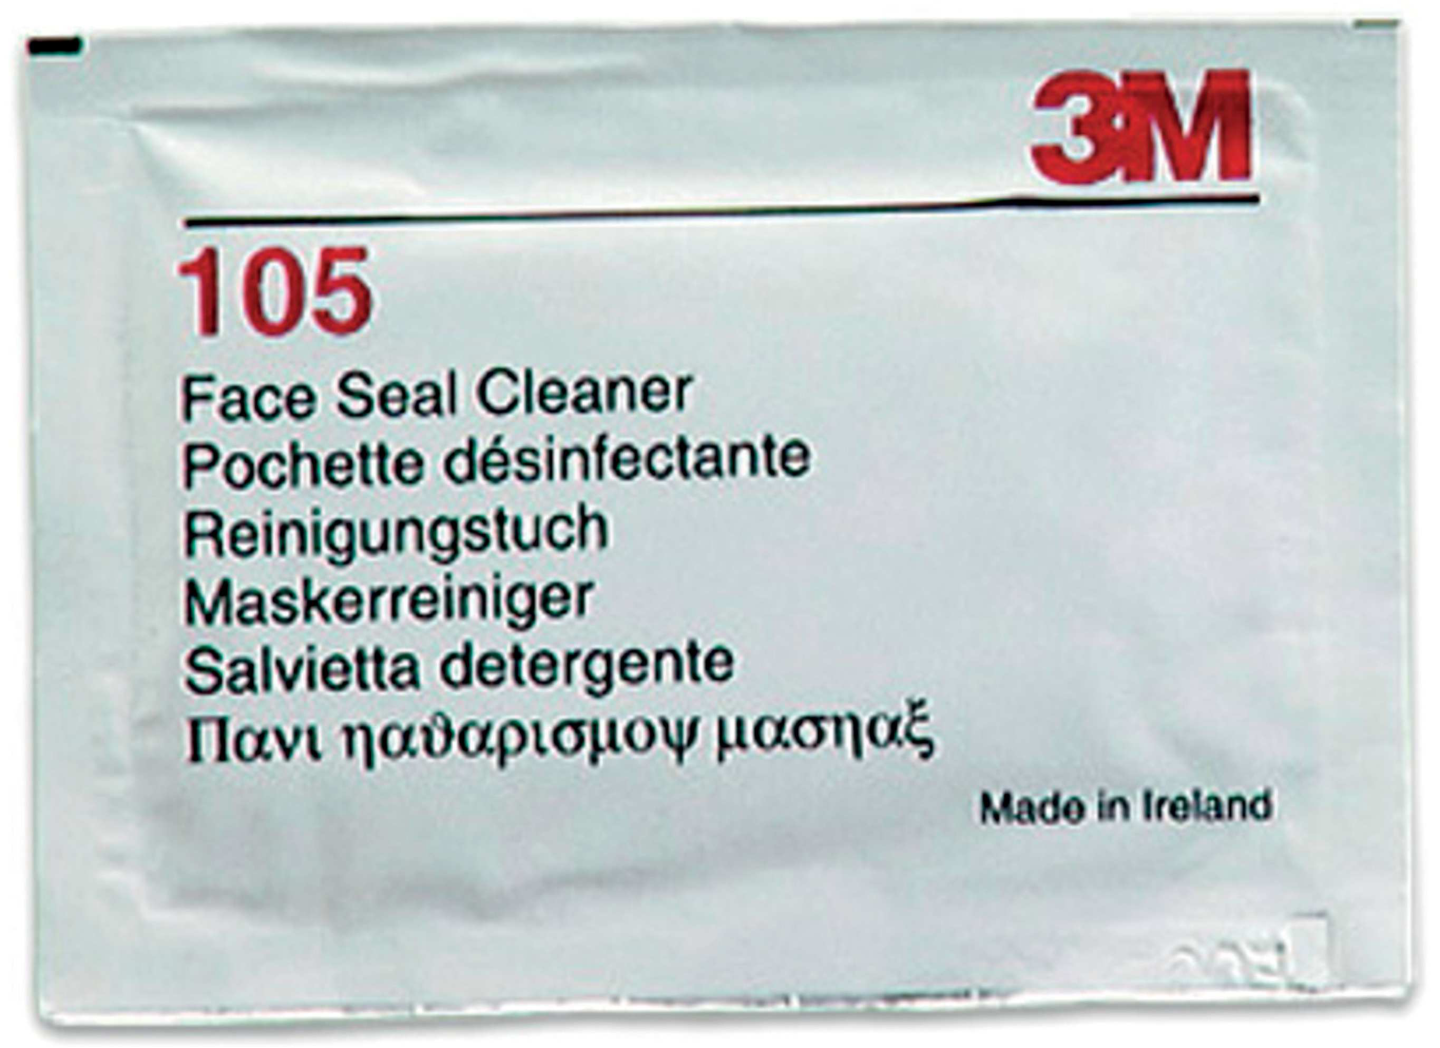 3M
105
Face Seal Cleaner
Pochette désinfectante
Reinigungstuch
Maskerreiniger
Salvietta detergente
Πανι ηαϑαρισμοψ μασηαξ
Made in Ireland